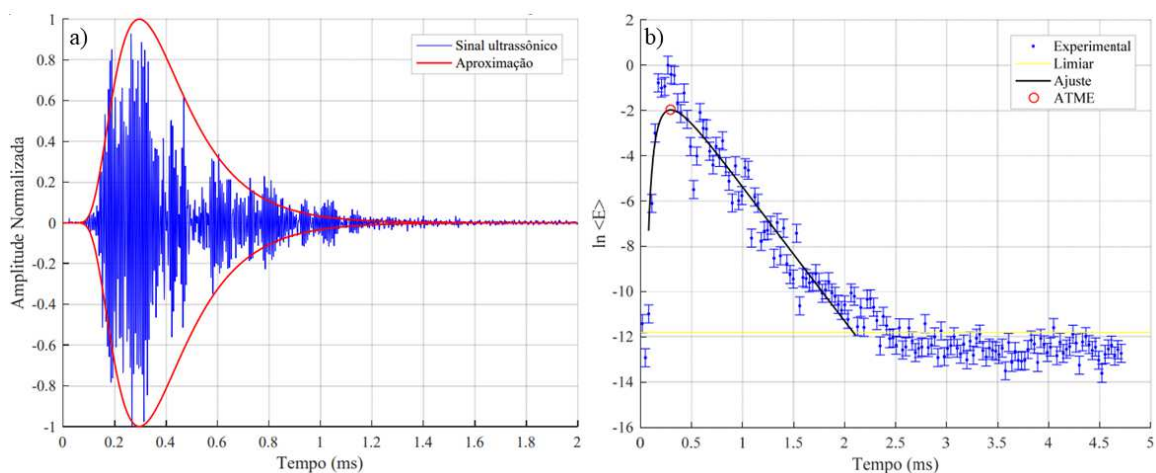 a)
Sinal ultrassônico
Aproximação
Amplitude Normalizada
1
0.8
0.6
0.4
0.2
0
-0.2
-0.4
-0.6
-0.8
-1
0 0.2 0.4 0.6 0.8 1 1.2 1.4 1.6 1.8 2
Tempo (ms)
b)
Experimental
Limiar
Ajuste
ATME
ln <E>
2
0
-2
-4
-6
-8
-10
-12
-14
-16
0 0.5 1 1.5 2 2.5 3 3.5 4 4.5 5
Tempo (ms)